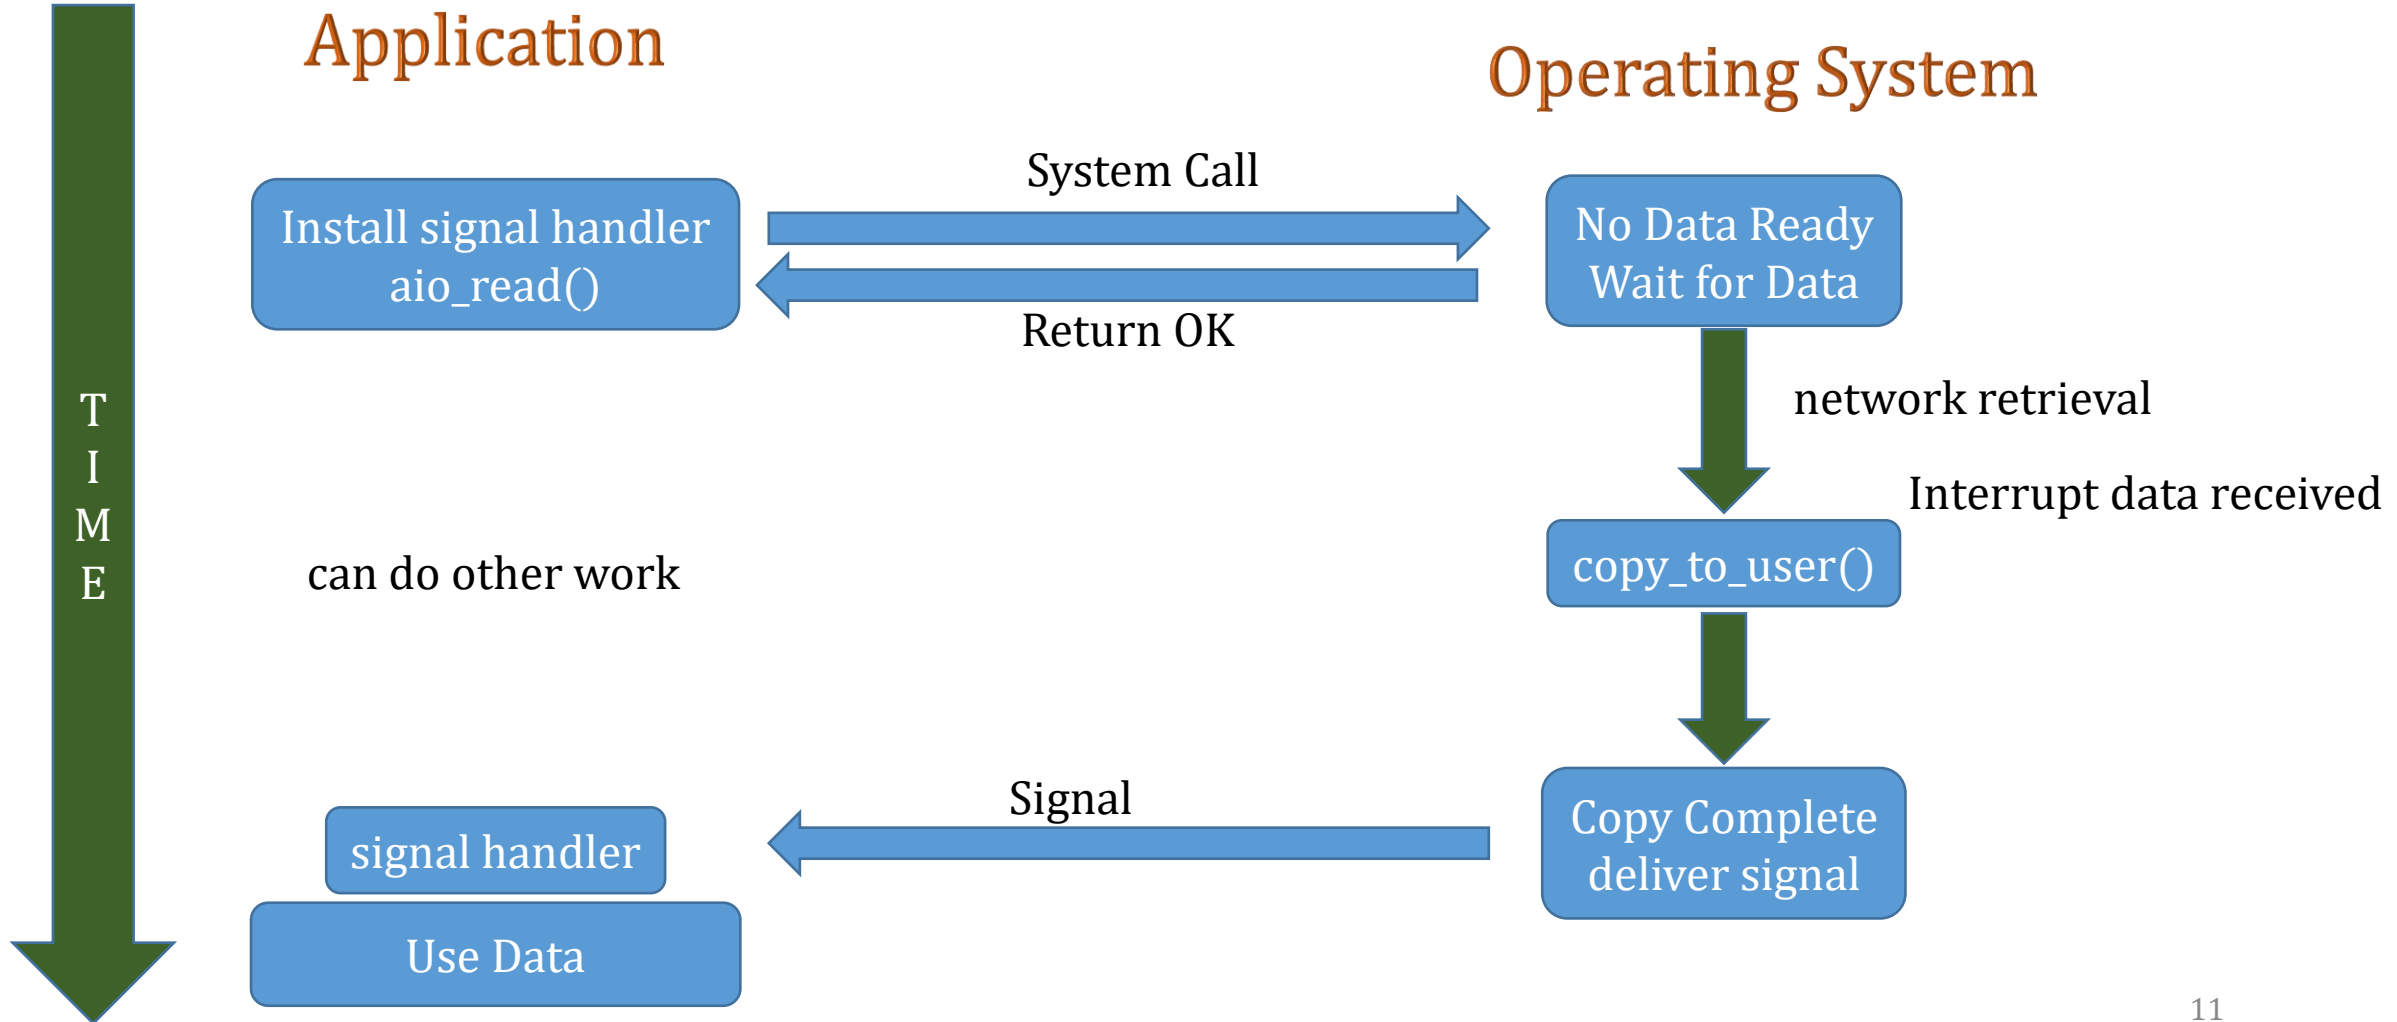 Application
Operating System
System Call
Install signal handler
aio_read()
No Data Ready
Wait for Data
Return OK
T
I
M
E
network retrieval
Interrupt data received
can do other work
copy_to_user()
Signal
signal handler
Copy Complete
deliver signal
Use Data
11